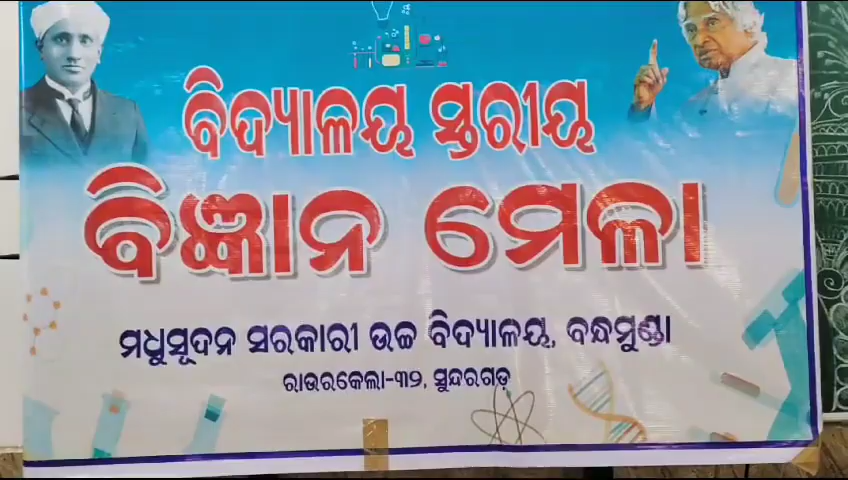 ବିଦ୍ୟାଳୟ ସ୍ତରୀୟ
ବିଜ୍ଞାନ ମେଳା
ମଧୁସୂଦନ ସରକାରୀ ଉଚ୍ଚ ବିଦ୍ୟାଳୟ, ବନ୍ଧମୁଣ୍ଡା
ରାଉରକେଲା-୩୨, ସୁନ୍ଦରଗଡ଼